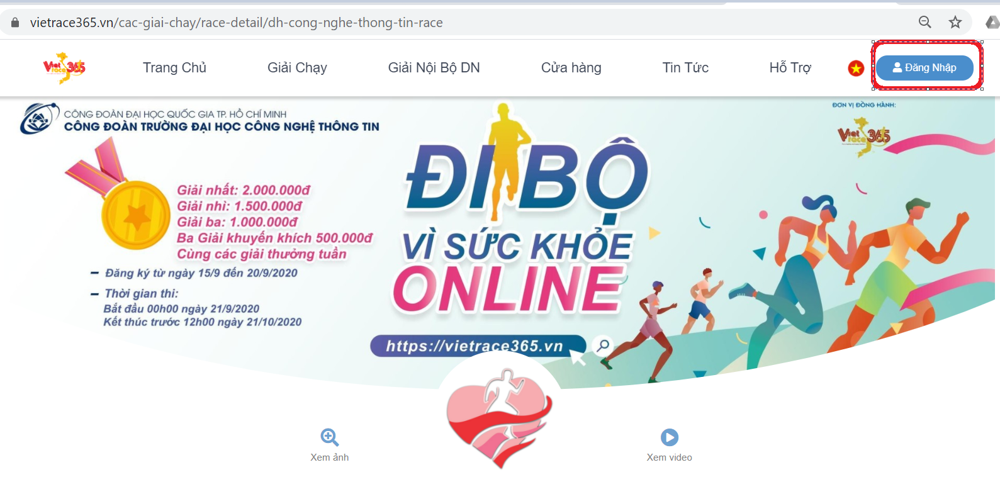 vietrace365.vn/cac-giai-chay/race-detail/dh-cong-nghe-thong-tin-race
Viet race 365
Trang Chủ
Giải Chạy
Giải Nội Bộ DN
Cửa hàng
Tin Tức
Hỗ Trợ
Đăng Nhập
CÔNG ĐOÀN ĐẠI HỌC QUỐC GIA TP. HỒ CHÍ MINH
CÔNG ĐOÀN TRƯỜNG ĐẠI HỌC CÔNG NGHỆ THÔNG TIN
ĐƠN VỊ ĐỒNG HÀNH:
Viet race 365
Giải nhất: 2.000.000đ
Giải nhì: 1.500.000đ
Giải ba: 1.000.000đ
Ba Giải khuyến khích 500.000đ
Cùng các giải thưởng tuần
– Đăng ký từ ngày 15/9 đến 20/9/2020
– Thời gian thi:
Bắt đầu 00h00 ngày 21/9/2020
Kết thúc trước 12h00 ngày 21/10/2020
ĐI BỘ
VÌ SỨC KHỎE
ONLINE
https://vietrace365.vn
Xem ảnh
Xem video